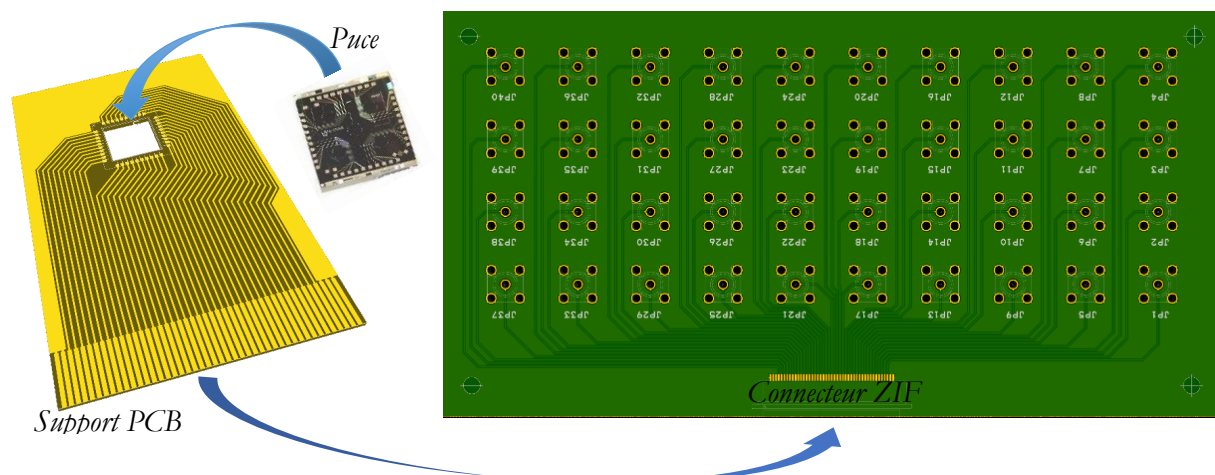 Puce
JP40 JP36 JP32 JP28 JP24 JP20 JP16 JP12 JP8 JP4
JP39 JP35 JP31 JP27 JP23 JP19 JP15 JP11 JP7 JP3
JP38 JP34 JP30 JP26 JP22 JP18 JP14 JP10 JP6 JP2
JP37 JP33 JP29 JP25 JP21 JP17 JP13 JP9 JP5 JP1
Connecteur ZIF
Support PCB